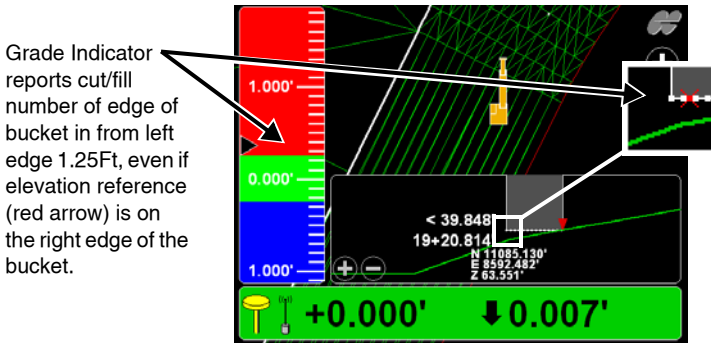 Grade Indicator
reports cut/fill
number of edge of
bucket in from left
edge 1.25Ft, even if
elevation reference
(red arrow) is on
the right edge of the
bucket.
1.000'
0.000'
1.000'
< 39.848'
19+20.814'
N 11085.130'
E 8592.482'
Z 63.551'
+0.000' 0.007'